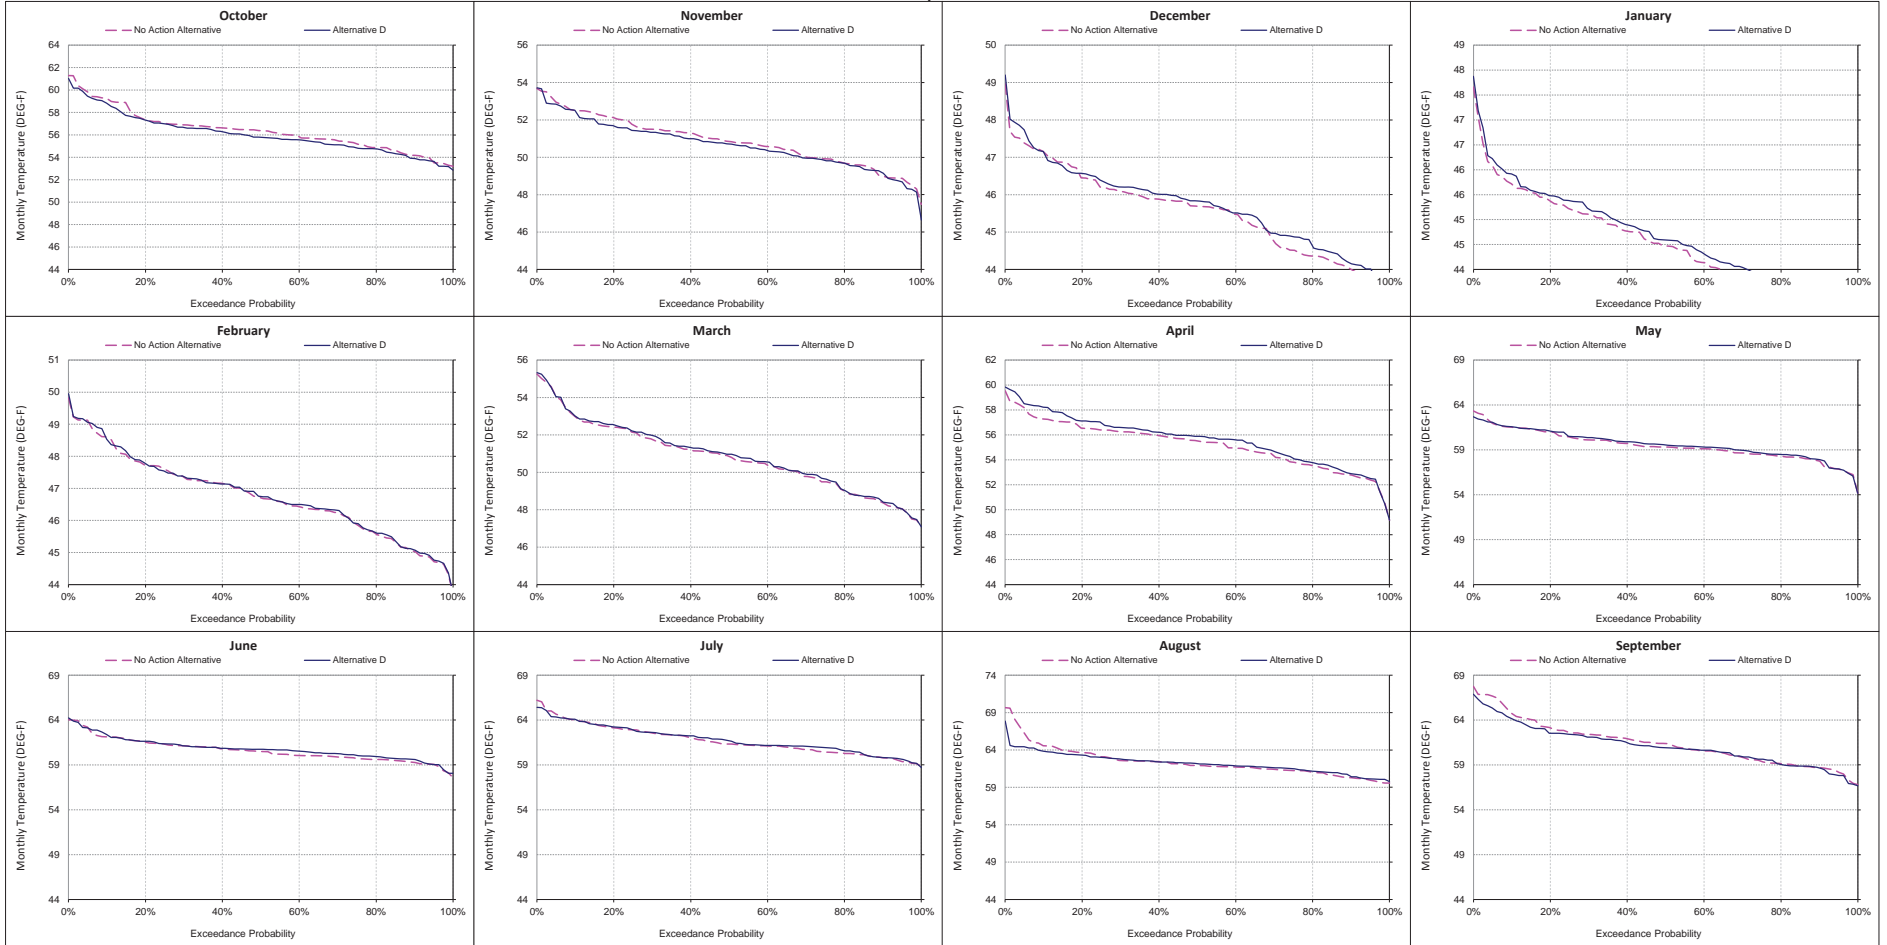 October
No Action Alternative Alternative D
Monthly Temperature (DEG-F)
64
62
60
58
56
54
52
50
48
46
44
0% 20% 40% 60% 80% 100%
Exceedance Probability
November
No Action Alternative Alternative D
Monthly Temperature (DEG-F)
56
54
52
50
48
46
44
0% 20% 40% 60% 80% 100%
Exceedance Probability
December
No Action Alternative Alternative D
Monthly Temperature (DEG-F)
50
49
48
47
46
45
44
0% 20% 40% 60% 80% 100%
Exceedance Probability
January
No Action Alternative Alternative D
Monthly Temperature (DEG-F)
49
48
48
47
47
46
46
45
45
44
0% 20% 40% 60% 80% 100%
Exceedance Probability
February
No Action Alternative Alternative D
Monthly Temperature (DEG-F)
51
50
49
48
47
46
45
44
0% 20% 40% 60% 80% 100%
Exceedance Probability
March
No Action Alternative Alternative D
Monthly Temperature (DEG-F)
56
54
52
50
48
46
44
0% 20% 40% 60% 80% 100%
Exceedance Probability
April
No Action Alternative Alternative D
Monthly Temperature (DEG-F)
62
60
58
56
54
52
50
48
46
44
0% 20% 40% 60% 80% 100%
Exceedance Probability
May
No Action Alternative Alternative D
Monthly Temperature (DEG-F)
69
64
59
54
49
44
0% 20% 40% 60% 80% 100%
Exceedance Probability
June
No Action Alternative Alternative D
Monthly Temperature (DEG-F)
69
64
59
54
49
44
0% 20% 40% 60% 80% 100%
Exceedance Probability
July
No Action Alternative Alternative D
Monthly Temperature (DEG-F)
69
64
59
54
49
44
0% 20% 40% 60% 80% 100%
Exceedance Probability
August
No Action Alternative Alternative D
Monthly Temperature (DEG-F)
74
69
64
59
54
49
44
0% 20% 40% 60% 80% 100%
Exceedance Probability
September
No Action Alternative Alternative D
Monthly Temperature (DEG-F)
69
64
59
54
49
44
0% 20% 40% 60% 80% 100%
Exceedance Probability